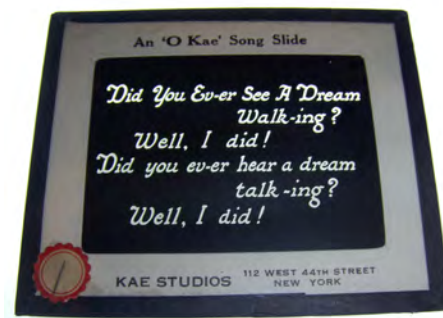 An 'O Kae' Song Slide
Did You Ev-er See A Dream
Walk-ing?
Well, I did!
Did you ev-er hear a dream
talk-ing?
Well, I did!
KAE STUDIOS 112 WEST 44TH STREET
NEW YORK